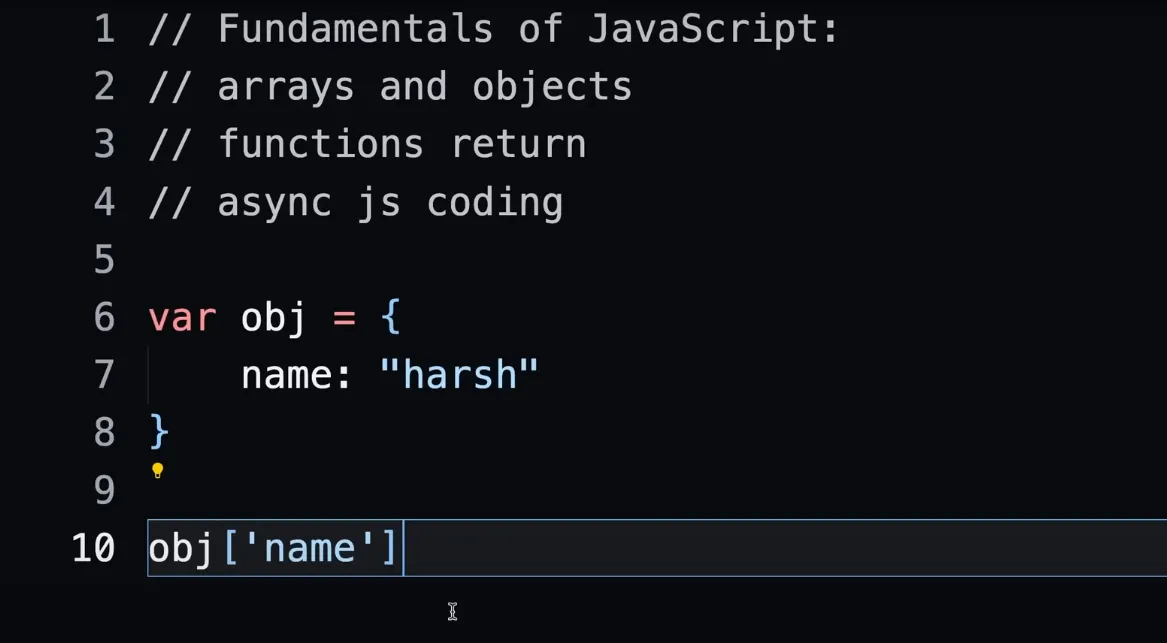 1 // Fundamentals of JavaScript:
2 // arrays and objects
3 // functions return
4 // async js coding
5
6 var obj = {
7     name: "harsh"
8 }
9
10 obj['name']